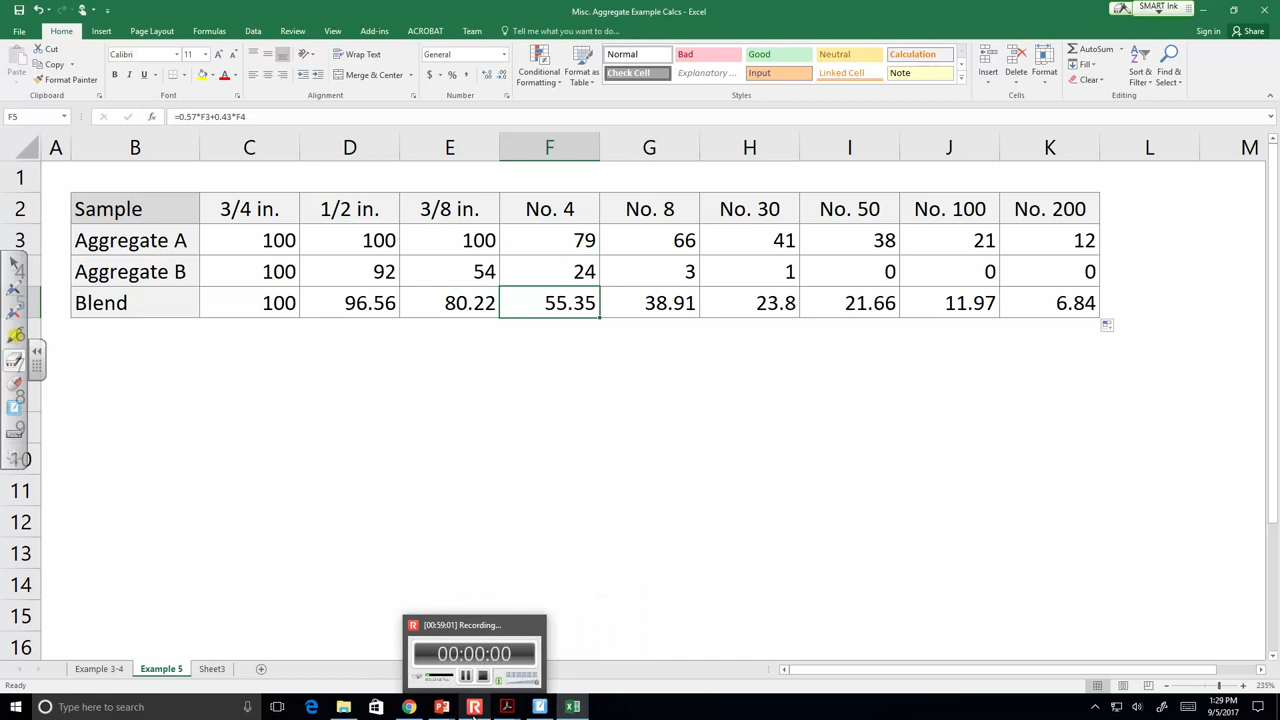 Misc. Aggregate Example Calcs - Excel
SMART Ink
File Home Insert Page Layout Formulas Data Review View Add-ins ACROBAT Team Tell me what you want to do... Sign in Share
Paste Cut Copy Format Painter
Calibri 11
B I U
Wrap Text
Merge & Center
General
$ % ,
Conditional Formatting Format as Table
Normal Bad Good Neutral Calculation
Check Cell Explanatory ... Input Linked Cell Note
Insert Delete Format
AutoSum
Fill
Clear
Sort & Filter Find & Select
Clipboard Font Alignment Number Styles Cells Editing
F5 fx =0.57*F3+0.43*F4
A B C D E F G H I J K L M
1
2 Sample 3/4 in. 1/2 in. 3/8 in. No. 4 No. 8 No. 30 No. 50 No. 100 No. 200
3 Aggregate A 100 100 100 79 66 41 38 21 12
4 Aggregate B 100 92 54 24 3 1 0 0 0
5 Blend 100 96.56 80.22 55.35 38.91 23.8 21.66 11.97 6.84
6
8
9
10
11
12
13
14
15
16
[00:59:01] Recording...
00:00:00
Example 3-4 Example 5 Sheet3
Ready 235%
Type here to search
1:29 PM
9/5/2017